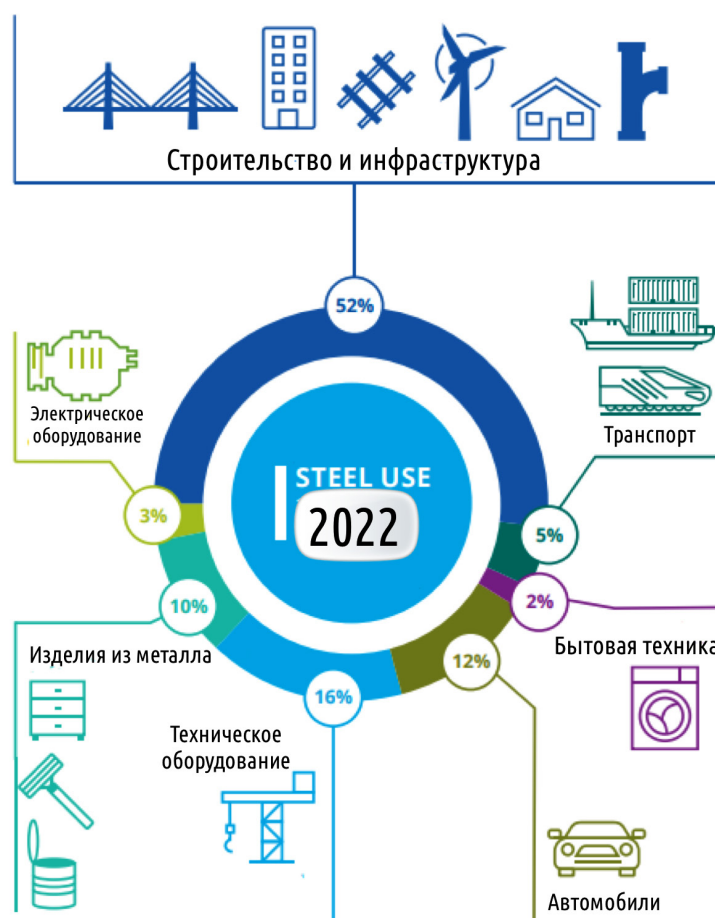 Строительство и инфраструктура
52%
Электрическое
оборудование
Транспорт
STEEL USE
2022
3%
5%
10%
2%
Изделия из металла
Бытовая техника
12%
16%
Техническое
оборудование
Автомобили